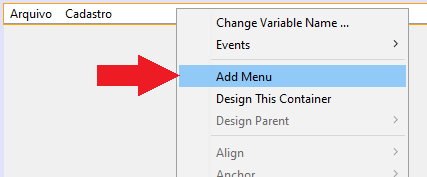 Arquivo Cadastro
Change Variable Name ...
Events
Add Menu
Design This Container
Design Parent
Align
Anchor